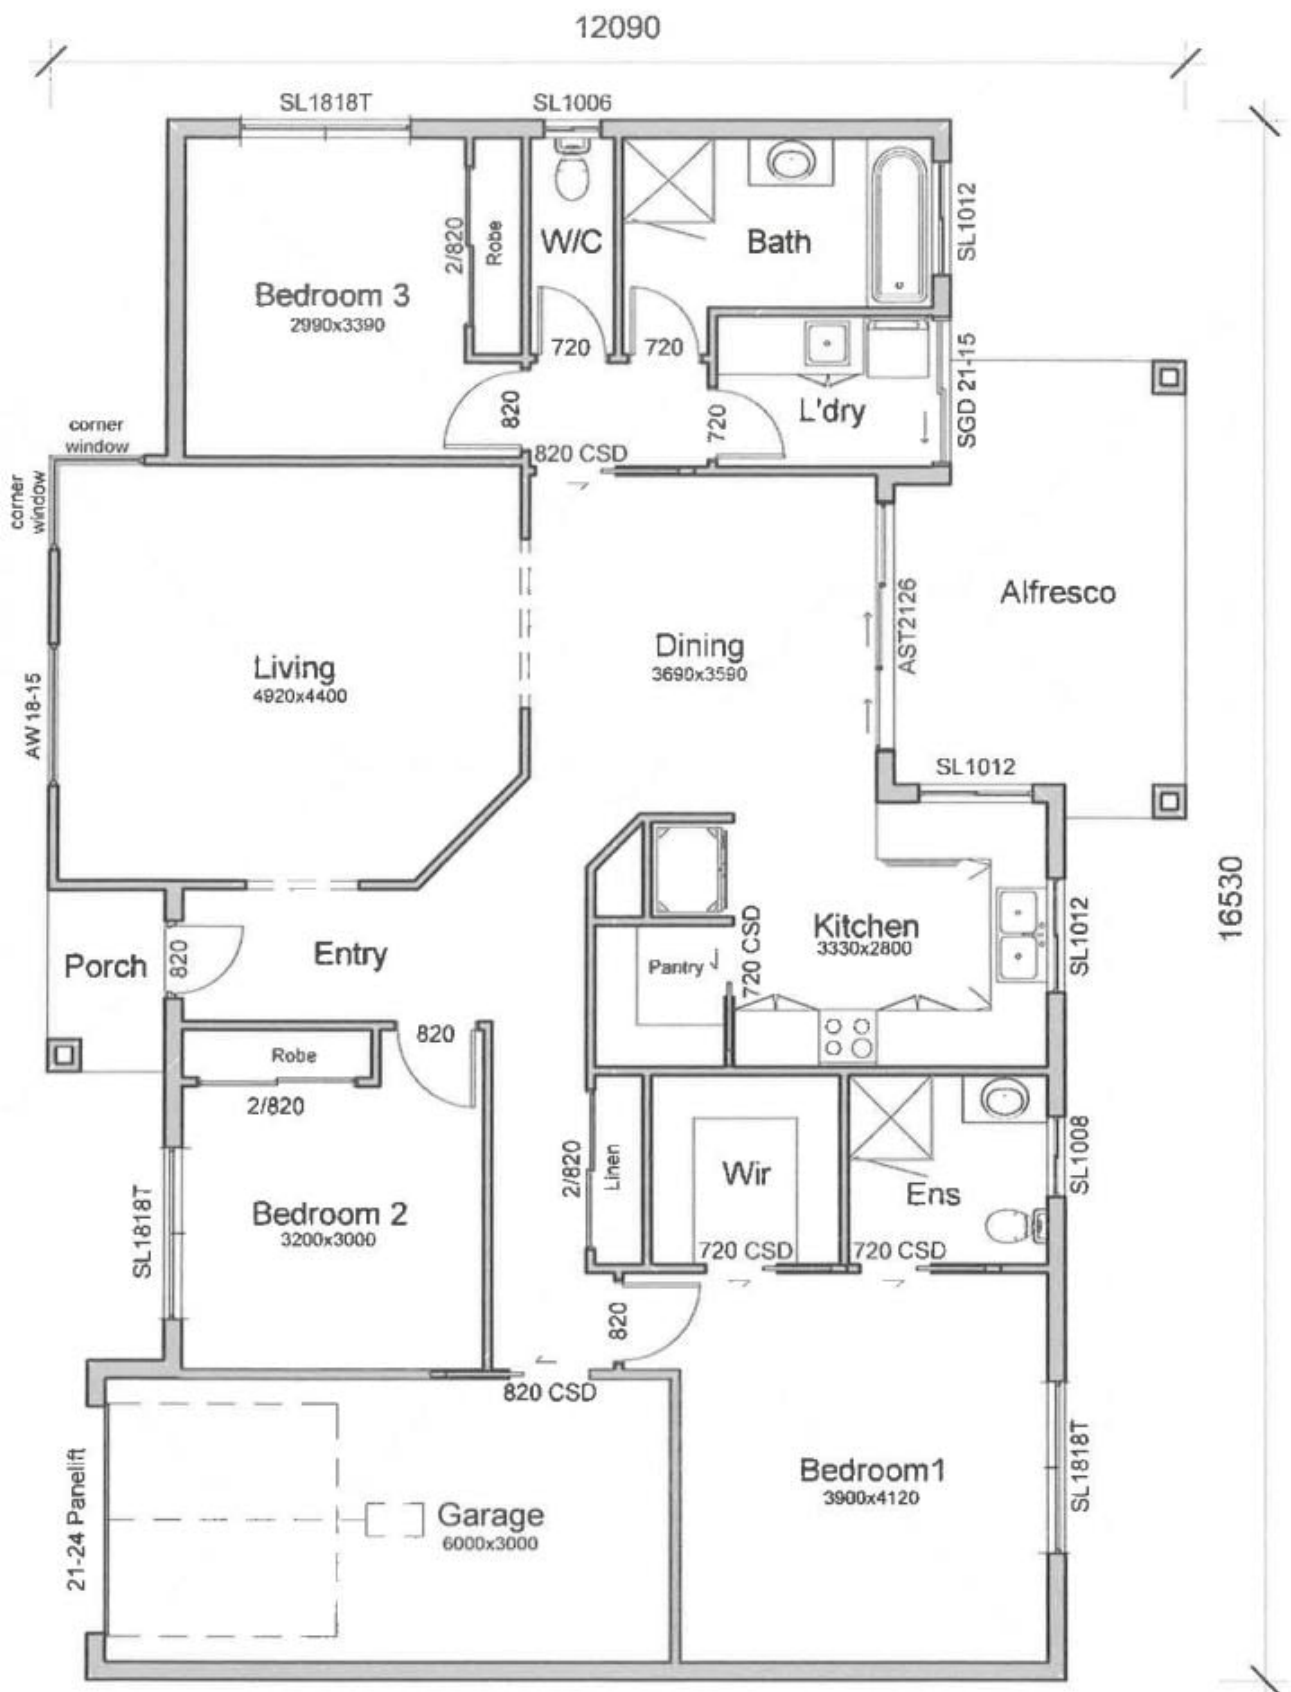 12090
SL1818T
SL1006
2/820
Robe
W/C
Bath
SL1012
Bedroom 3
2990x3390
720
720
820
720
L'dry
SGD 21-15
820 CSD
corner
window
corner
window
AW 18-15
Living
4920x4400
Dining
3690x3590
AST2126
Alfresco
SL1012
16530
Porch
820
Entry
Pantry
720 CSD
Kitchen
3330x2800
SL1012
820
Robe
2/820
SL1818T
Bedroom 2
3200x3000
2/820
Linen
Wir
Ens
SL1008
720 CSD
720 CSD
820
820 CSD
21-24 Panelift
Garage
6000x3000
Bedroom1
3900x4120
SL1818T